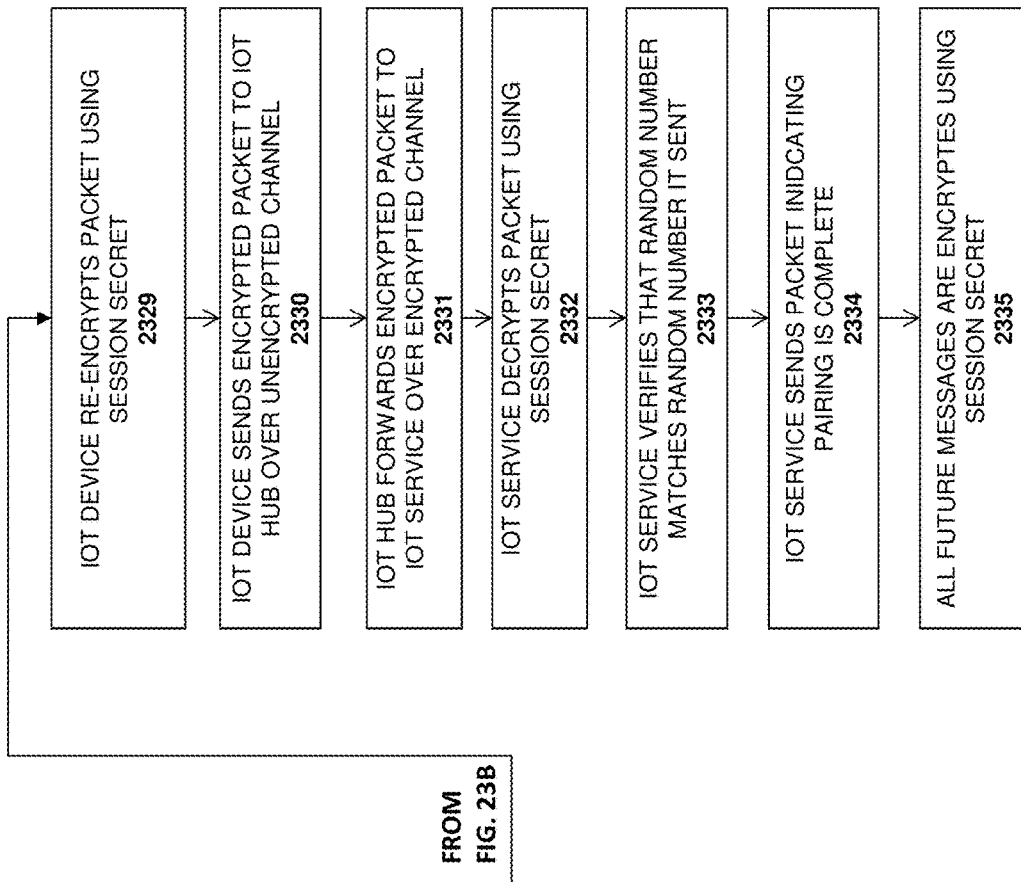 FROM
FIG. 23B
IOT DEVICE RE-ENCRYPTS PACKET USING
SESSION SECRET
2329
IOT DEVICE SENDS ENCRYPTED PACKET TO IOT
HUB OVER UNENCRYPTED CHANNEL
2330
IOT HUB FORWARDS ENCRYPTED PACKET TO
IOT SERVICE OVER ENCRYPTED CHANNEL
2331
IOT SERVICE DECRYPTS PACKET USING
SESSION SECRET
2332
IOT SERVICE VERIFIES THAT RANDOM NUMBER
MATCHES RANDOM NUMBER IT SENT
2333
IOT SERVICE SENDS PACKET INIDCATING
PAIRING IS COMPLETE
2334
ALL FUTURE MESSAGES ARE ENCRYPTES USING
SESSION SECRET
2335